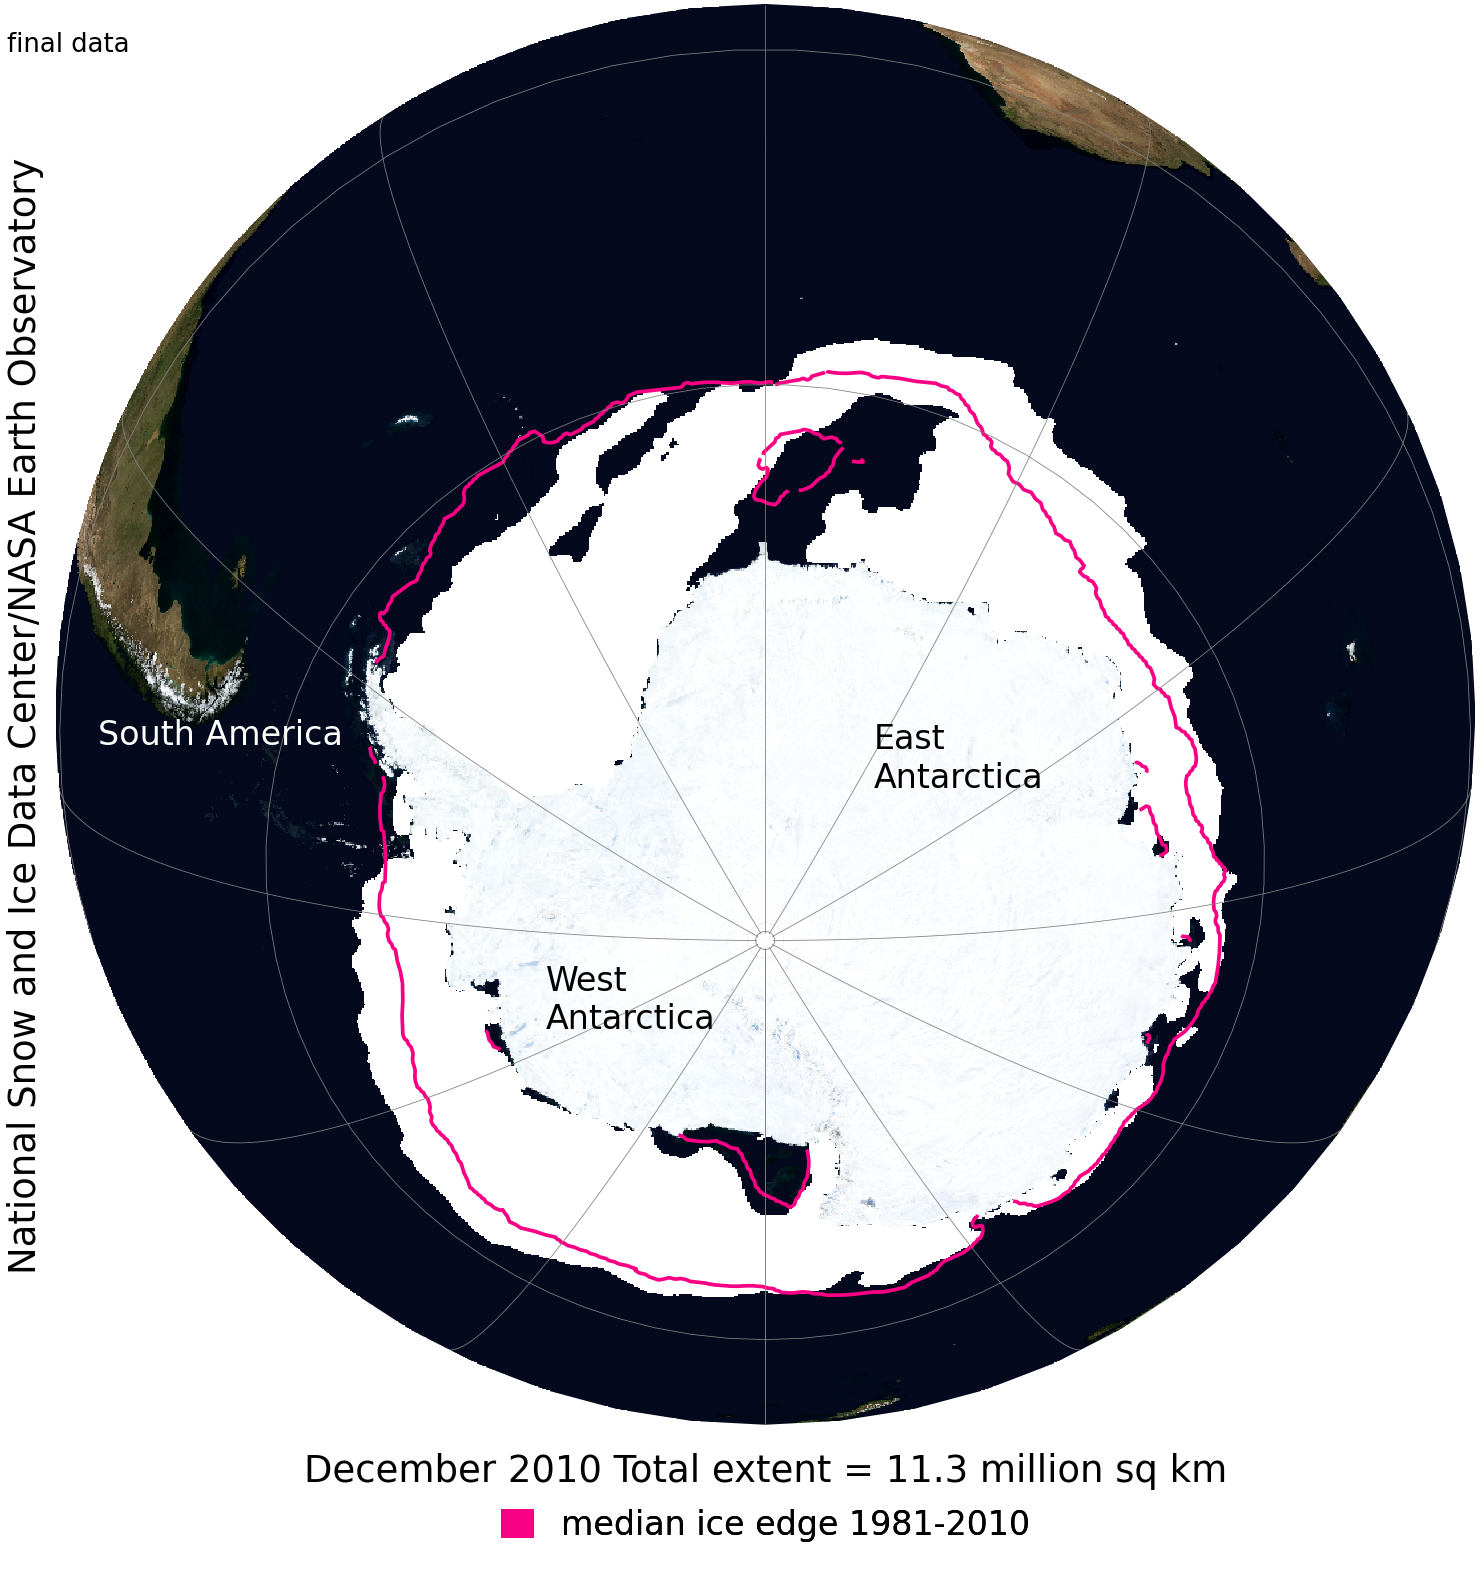 final data
National Snow and Ice Data Center/NASA Earth Observatory
South America
East
Antarctica
West
Antarctica
December 2010 Total extent = 11.3 million sq km
median ice edge 1981-2010